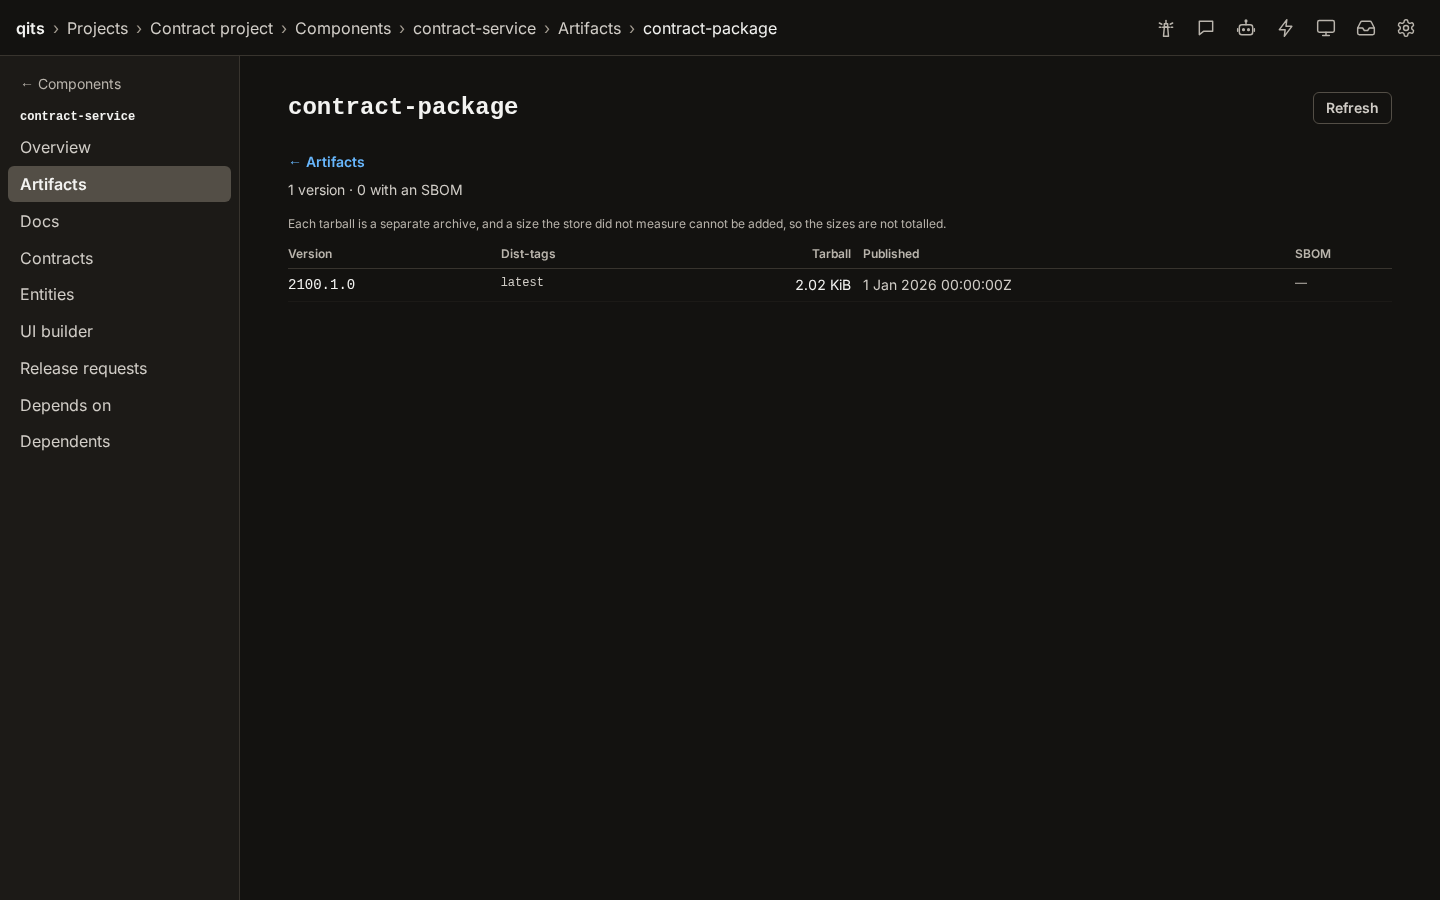 qits › Projects › Contract project › Components › contract-service › Artifacts › contract-package
← Components
contract-service
Overview
Artifacts
Docs
Contracts
Entities
UI builder
Release requests
Depends on
Dependents
contract-package
Refresh
← Artifacts
1 version · 0 with an SBOM
Each tarball is a separate archive, and a size the store did not measure cannot be added, so the sizes are not totalled.
Version Dist-tags Tarball Published SBOM
2100.1.0 latest 2.02 KiB 1 Jan 2026 00:00:00Z —